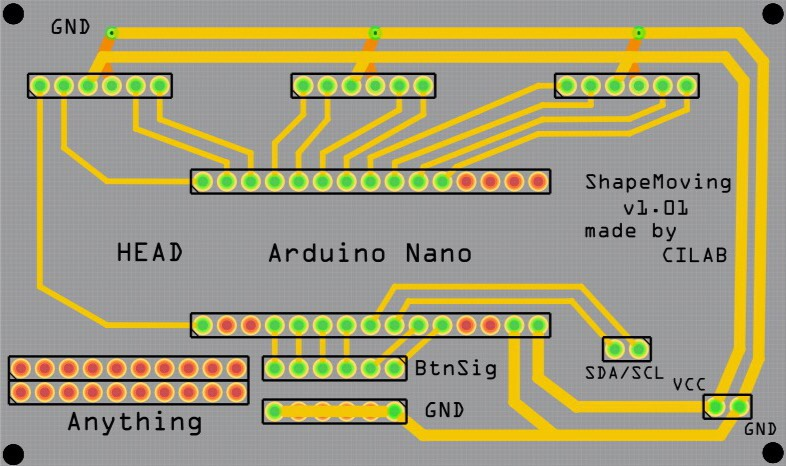 GND
ShapeMoving
v1.01
made by
CILAB
HEAD
Arduino Nano
BtnSig
SDA/SCL
VCC
Anything
GND
GND